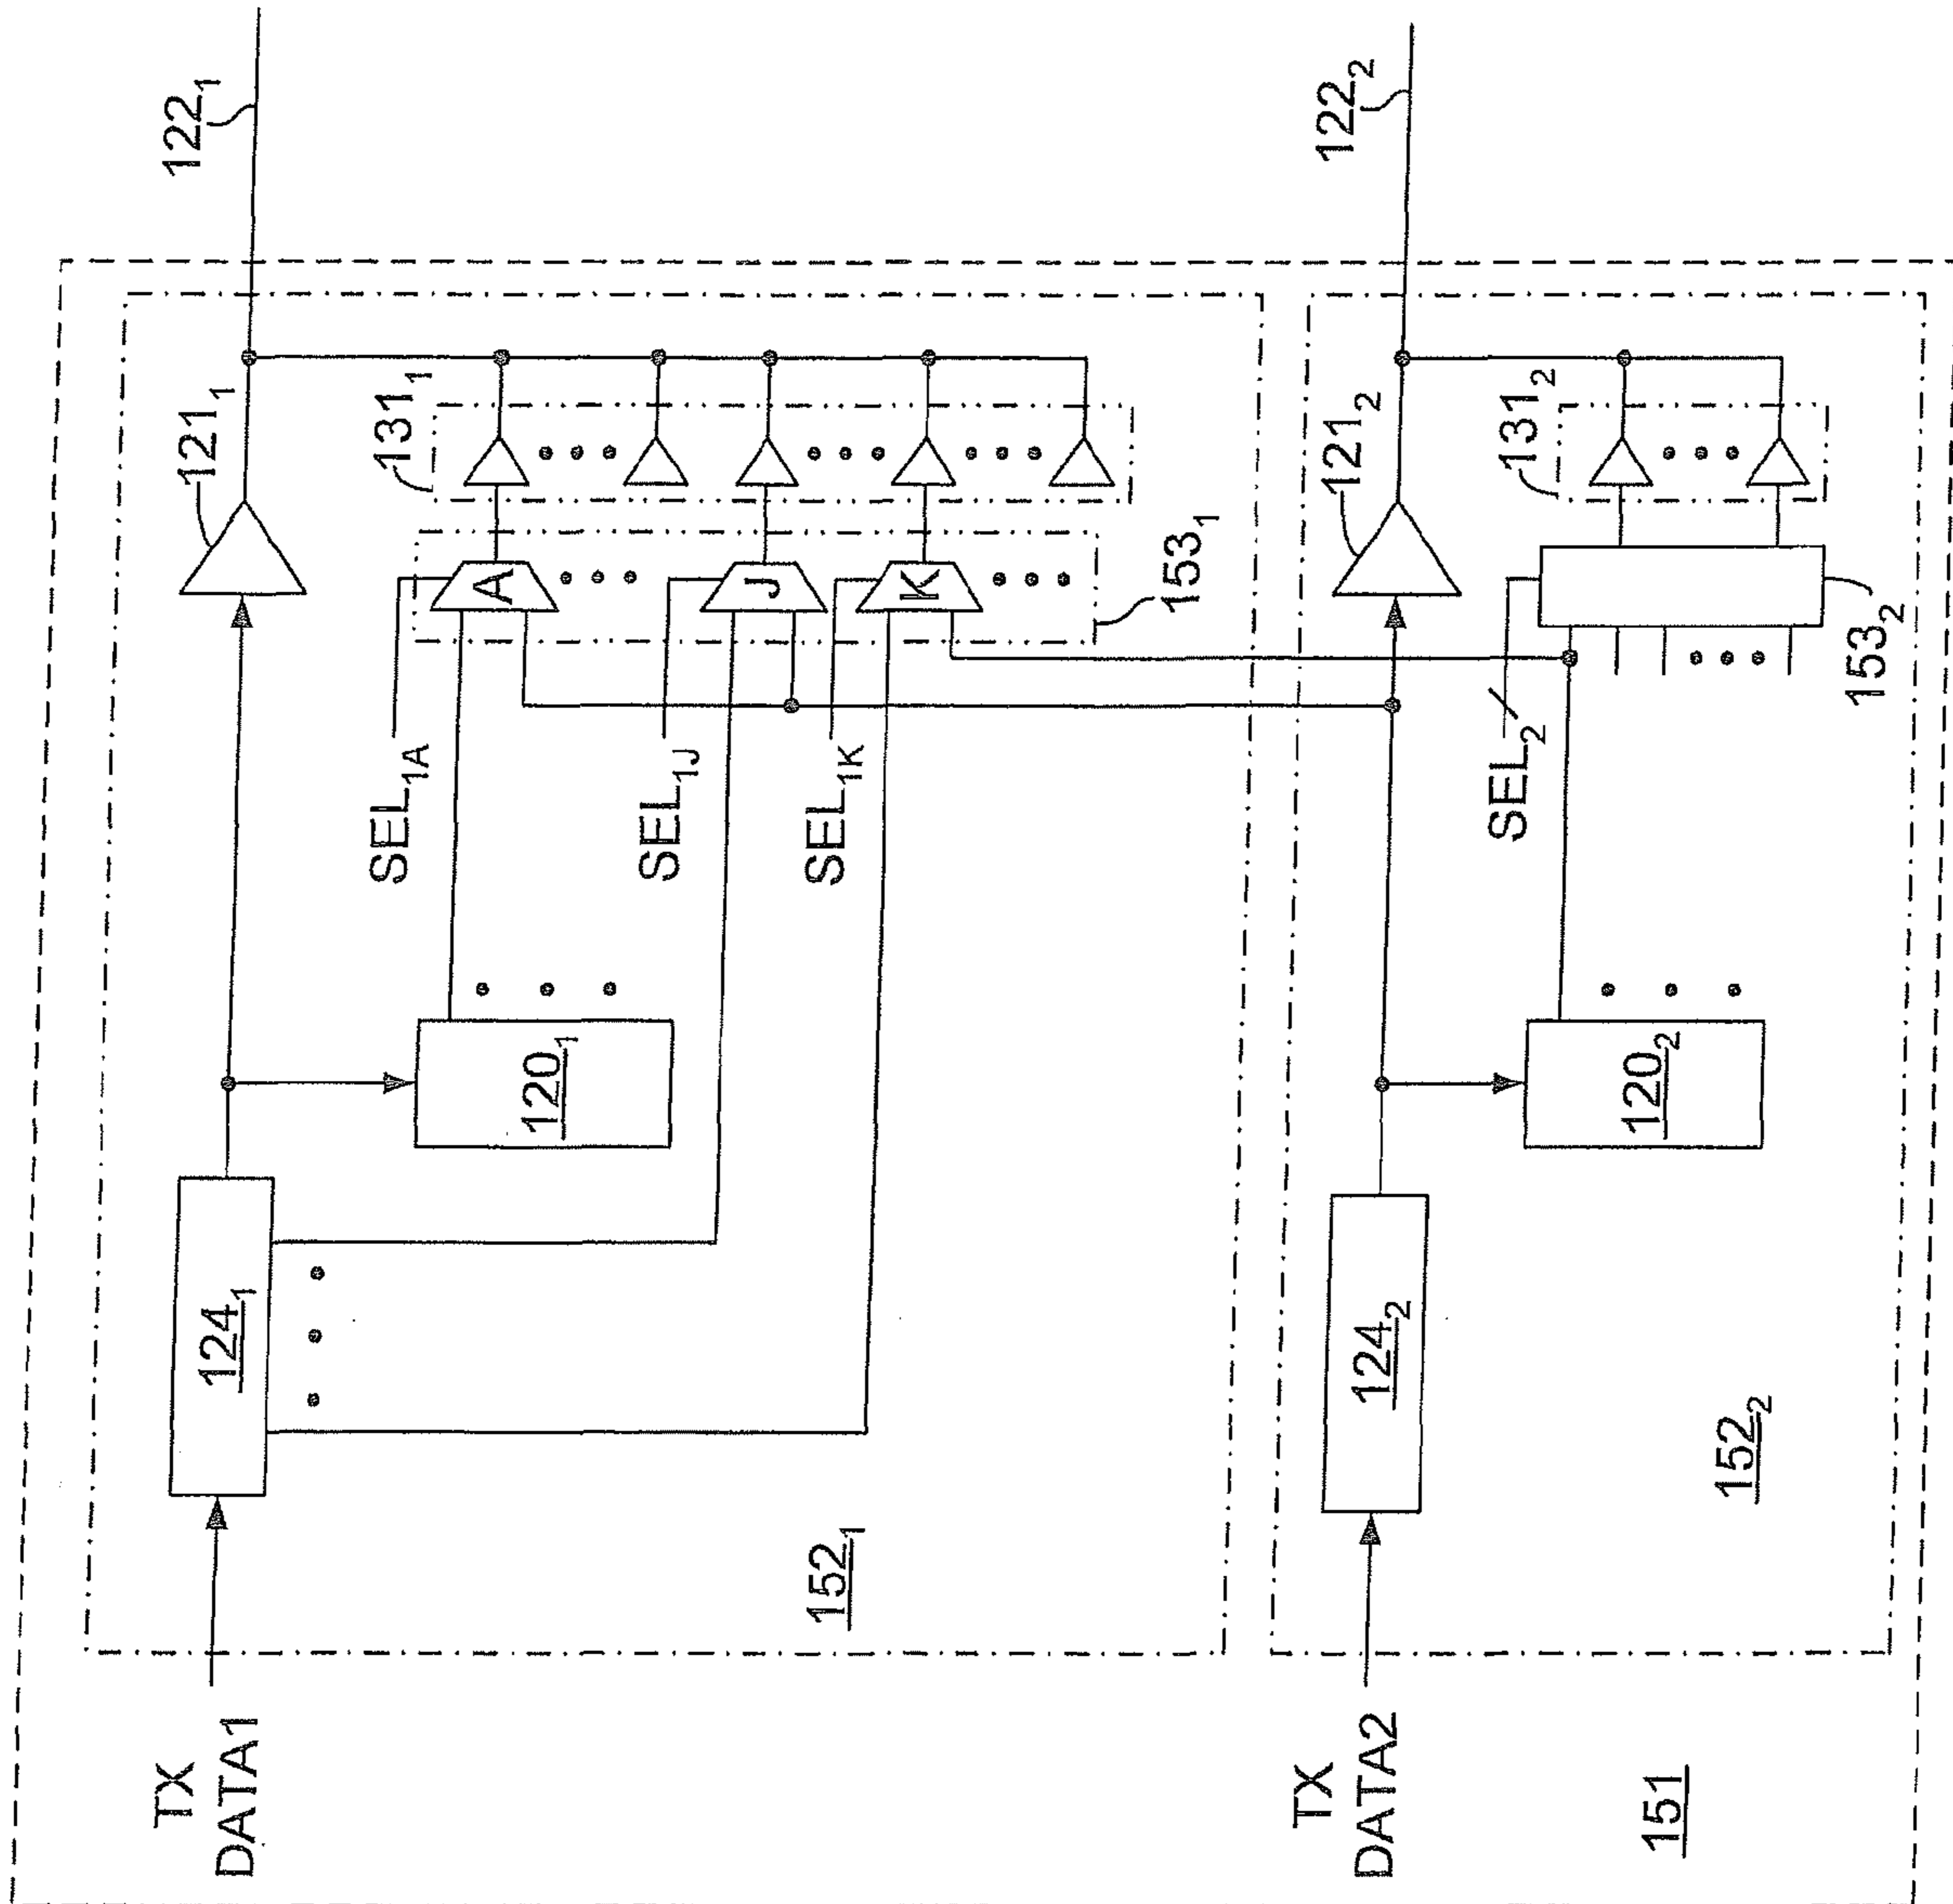 TX
DATA1
124₁
120₁
121₁
122₁
131₁
SEL₁A
SEL₁J
SEL₁K
A
J
K
153₁
152₁
TX
DATA2
124₂
120₂
121₂
122₂
131₂
SEL₂
153₂
152₂
151